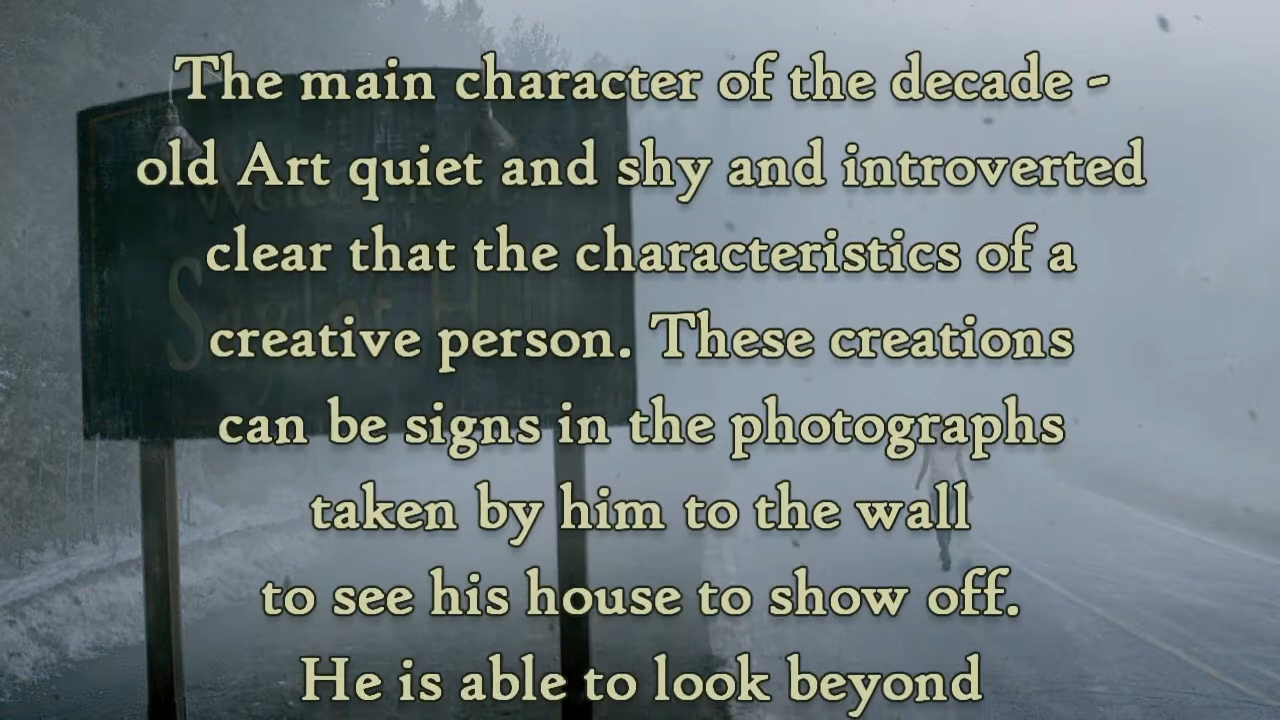 The main character of the decade -
old Art quiet and shy and introverted
clear that the characteristics of a
creative person. These creations
can be signs in the photographs
taken by him to the wall
to see his house to show off.
He is able to look beyond
Welcome to